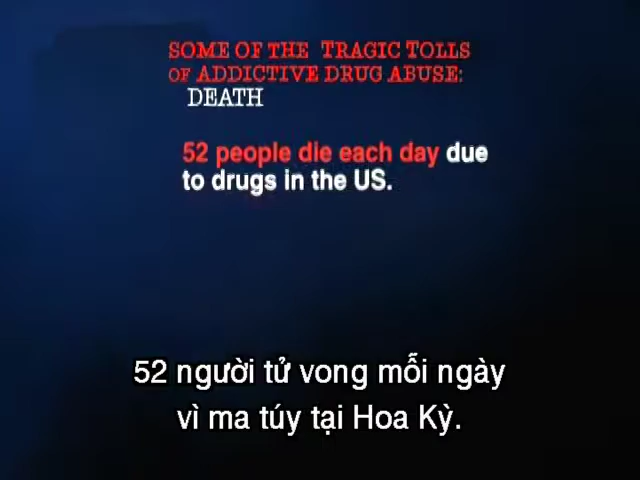 SOME OF THE TRAGIC TOLLS
OF ADDICTIVE DRUG ABUSE:
DEATH
52 people die each day due
to drugs in the US.
52 người tử vong mỗi ngày
vì ma túy tại Hoa Kỳ.